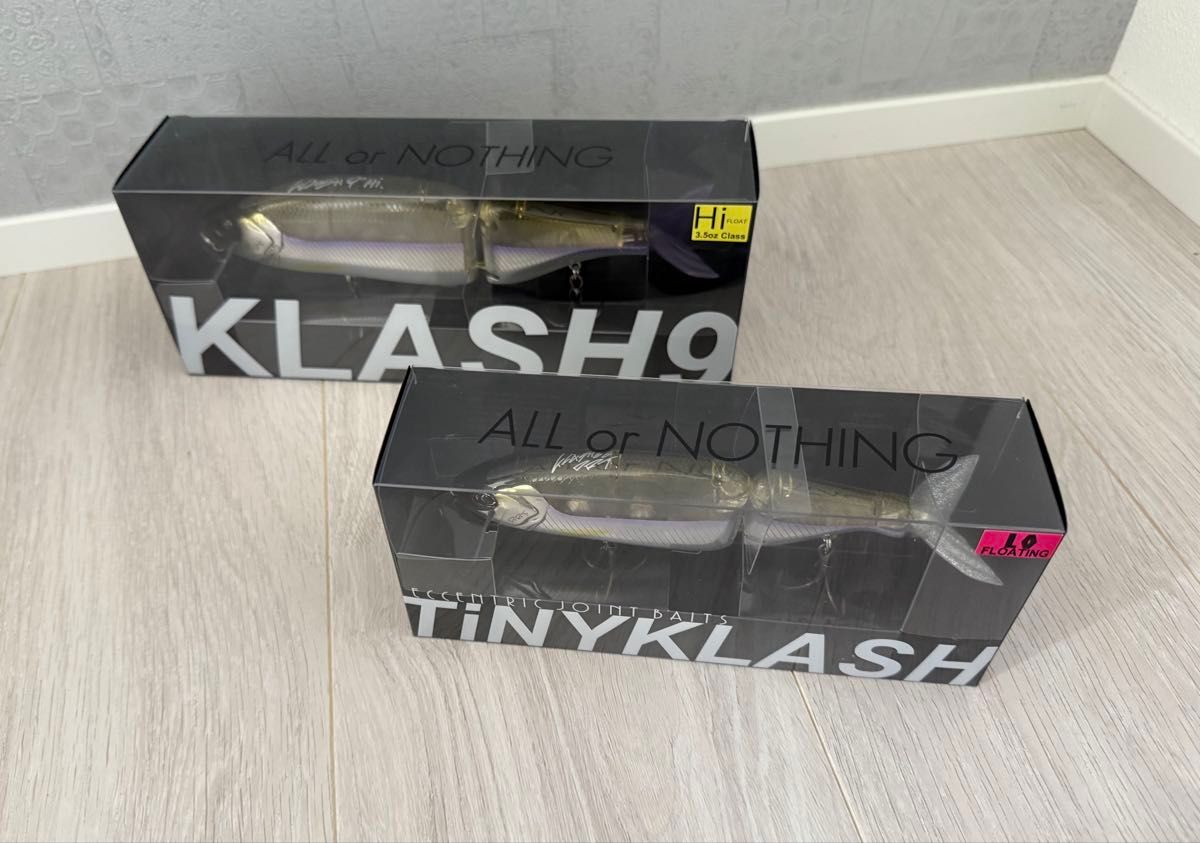 ALL or NOTHING
Hi FLOAT
3.5oz Class
KLASH9
ALL or NOTHING
LO
FLOATING
ECCENTRIC JOINT BAITS
TiNYKLASH